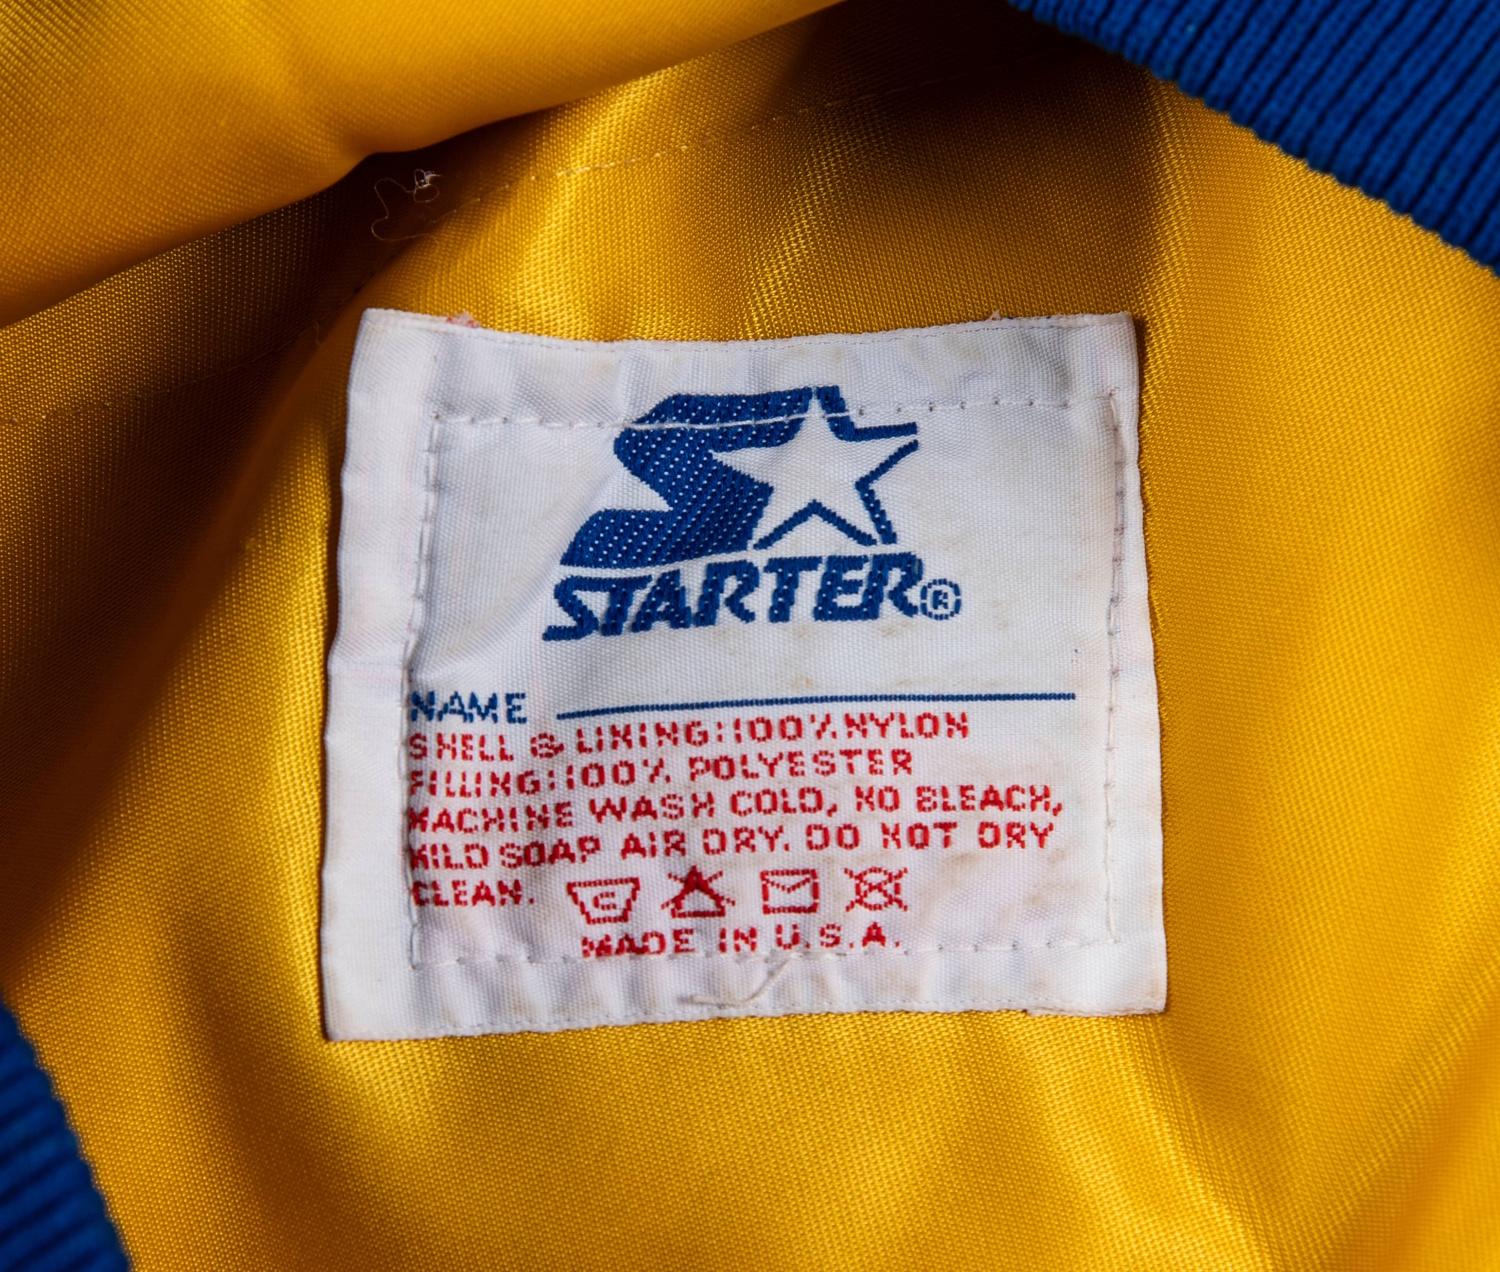 STARTER®
NAME
SHELL & LINING:100% NYLON
FILLING:100% POLYESTER
MACHINE WASH COLD, NO BLEACH,
MILD SOAP AIR DRY. DO NOT DRY
CLEAN.
MADE IN U.S.A.